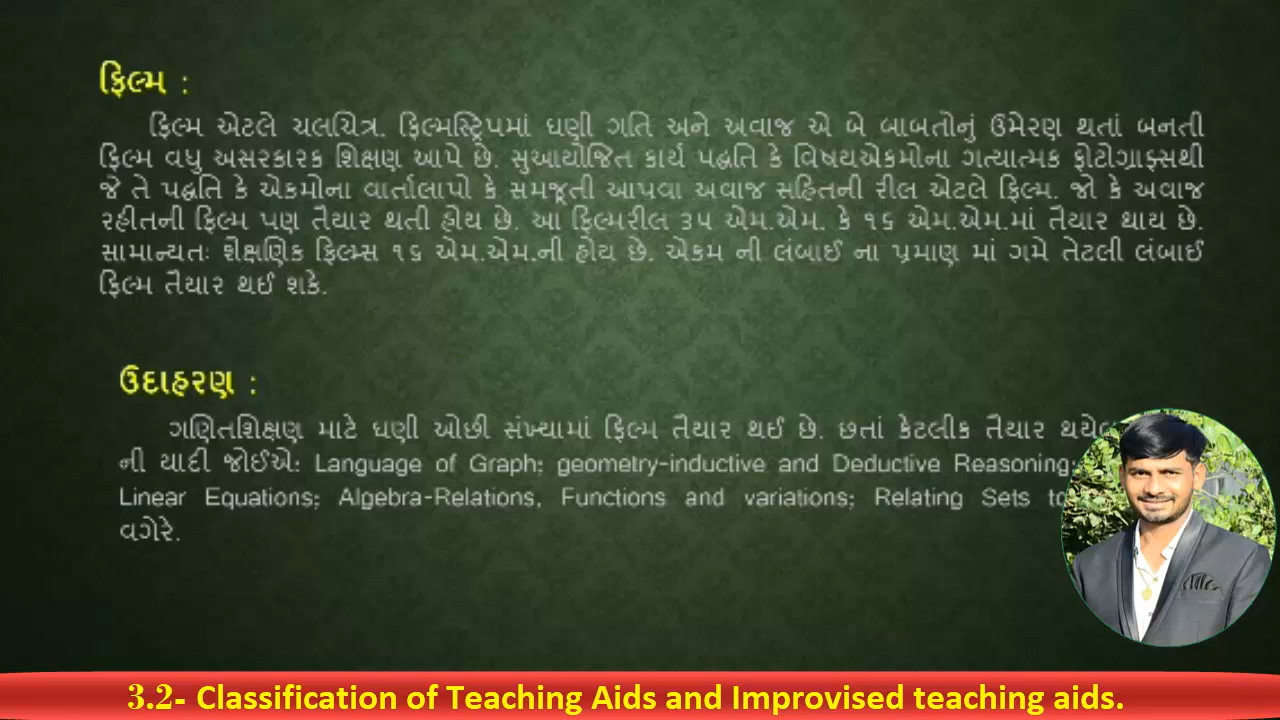 ફિલ્મ :
ફિલ્મ એટલે ચલચિત્ર. ફિલ્મસ્ટ્રિપમાં ઘણી ગતિ અને અવાજ એ બે બાબતોનું ઉમેરણ થતાં બનતી
ફિલ્મ વધુ અસરકારક શિક્ષણ આપે છે. સુઆયોજિત કાર્ય પદ્ધતિ કે વિષયએકમોના ગત્યાત્મક ફોટોગ્રાફ્સથી
જે તે પદ્ધતિ કે એકમોના વાર્તાલાપો કે સમજૂતી આપવા અવાજ સહિતની રીલ એટલે ફિલ્મ. જો કે અવાજ
રહીતની ફિલ્મ પણ તૈયાર થતી હોય છે. આ ફિલ્મરીલ ૩૫ એમ.એમ. કે ૧૬ એમ.એમ.માં તૈયાર થાય છે.
સામાન્યતઃ શૈક્ષણિક ફિલ્મ્સ ૧૬ એમ.એમ.ની હોય છે. એકમ ની લંબાઈ ના પ્રમાણ માં ગમે તેટલી લંબાઈ
ફિલ્મ તૈયાર થઈ શકે.
ઉદાહરણ :
ગણિતશિક્ષણ માટે ઘણી ઓછી સંખ્યામાં ફિલ્મ તૈયાર થઈ છે. છતાં કેટલીક તૈયાર
ની યાદી જોઈએ: Language of Graph; geometry-inductive and Deductive Reasoning;
Linear Equations; Algebra-Relations, Functions and variations; Relating Sets
વગેરે.
3.2- Classification of Teaching Aids and Improvised teaching aids.